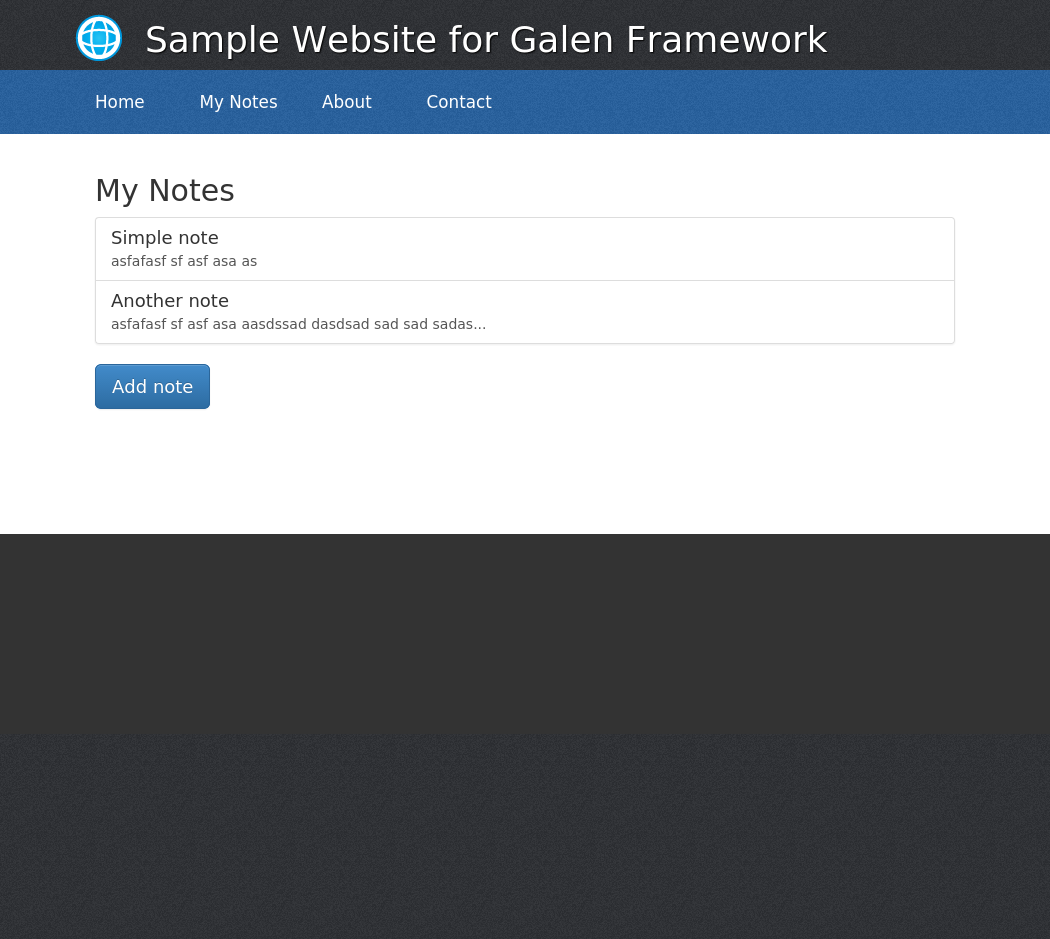 Sample Website for Galen Framework
Home My Notes About Contact
My Notes
Simple note
asfafasf sf asf asa as
Another note
asfafasf sf asf asa aasdssad dasdsad sad sad sadas...
Add note